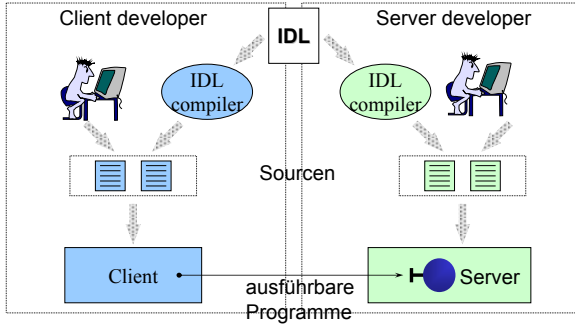 Client developer
IDL
Server developer
IDL
compiler
IDL
compiler
Sourcen
Client
Server
ausführbare
Programme